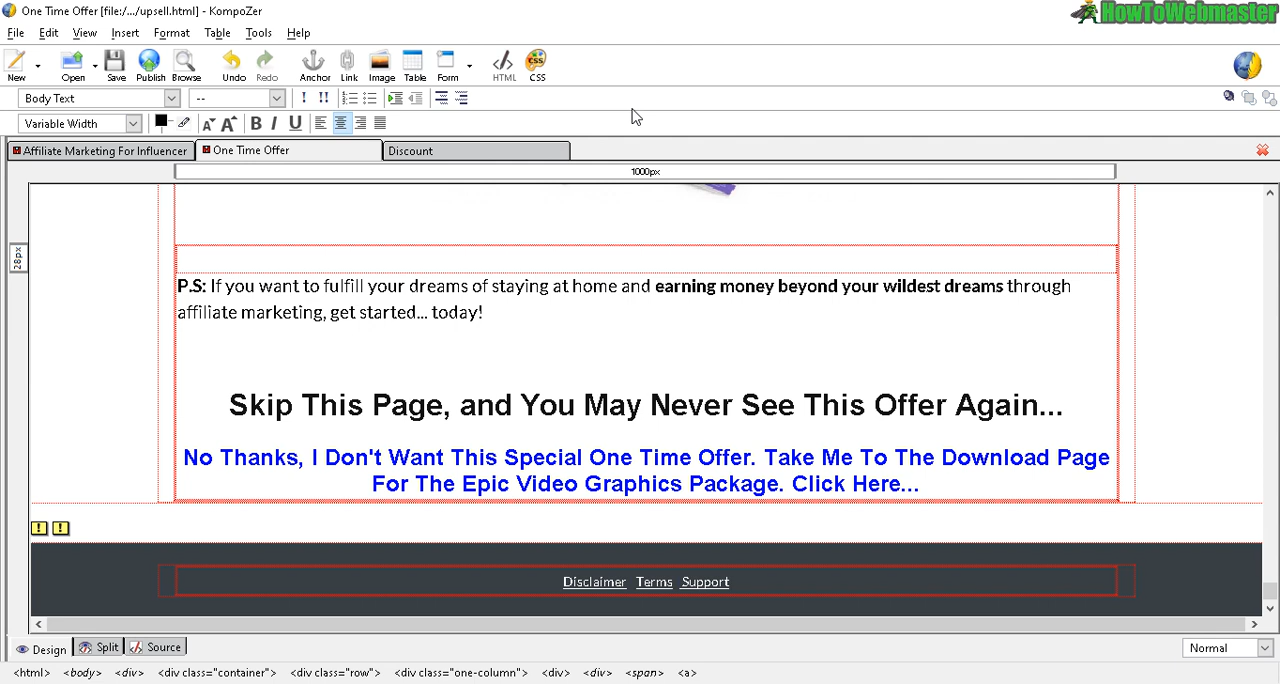 One Time Offer [file:/.../upsell.html] - KompoZer
HowToWebmaster
File Edit View Insert Format Table Tools Help
New Open Save Publish Browse Undo Redo Anchor Link Image Table Form HTML CSS
Body Text --
Variable Width
Affiliate Marketing For Influencer One Time Offer Discount
1000px
28px
P.S: If you want to fulfill your dreams of staying at home and earning money beyond your wildest dreams through
affiliate marketing, get started... today!
Skip This Page, and You May Never See This Offer Again...
No Thanks, I Don't Want This Special One Time Offer. Take Me To The Download Page
For The Epic Video Graphics Package. Click Here...
Disclaimer Terms Support
Design Split Source Normal
<html> <body> <div> <div class="container"> <div class="row"> <div class="one-column"> <div> <div> <span> <a>